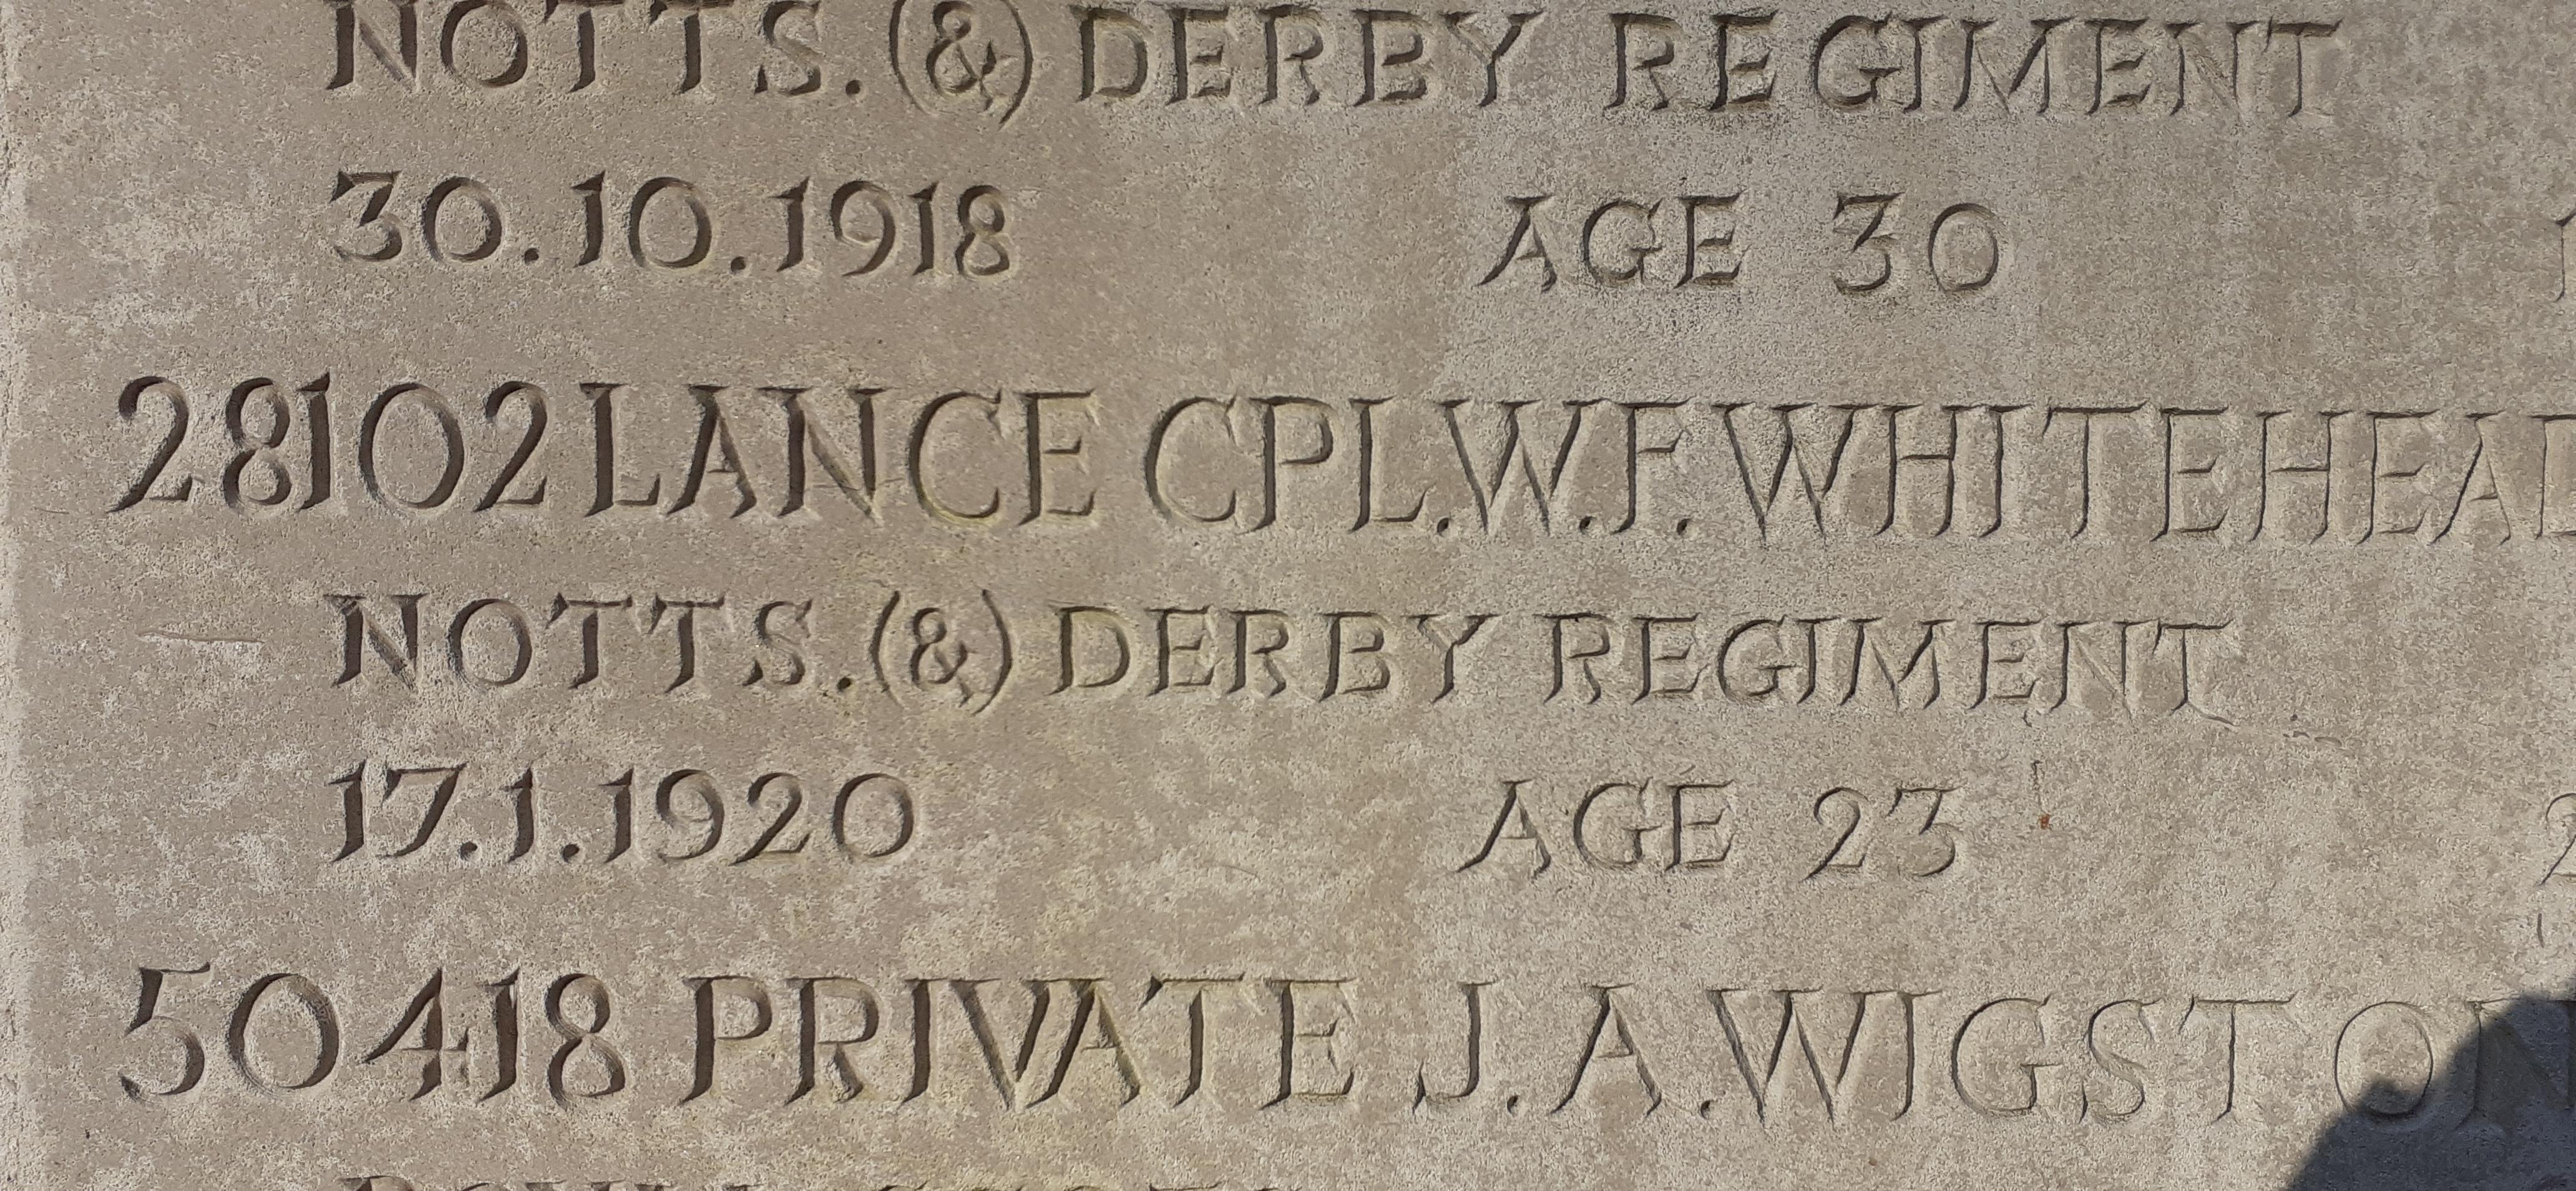 NOTTS. (&) DERBY REGIMENT
30.10.1918 AGE 30
28102 LANCE CPL. W. F. WHITEHEAD
NOTTS. (&) DERBY REGIMENT
17.1.1920 AGE 23
50418 PRIVATE J. A. WIGSTON